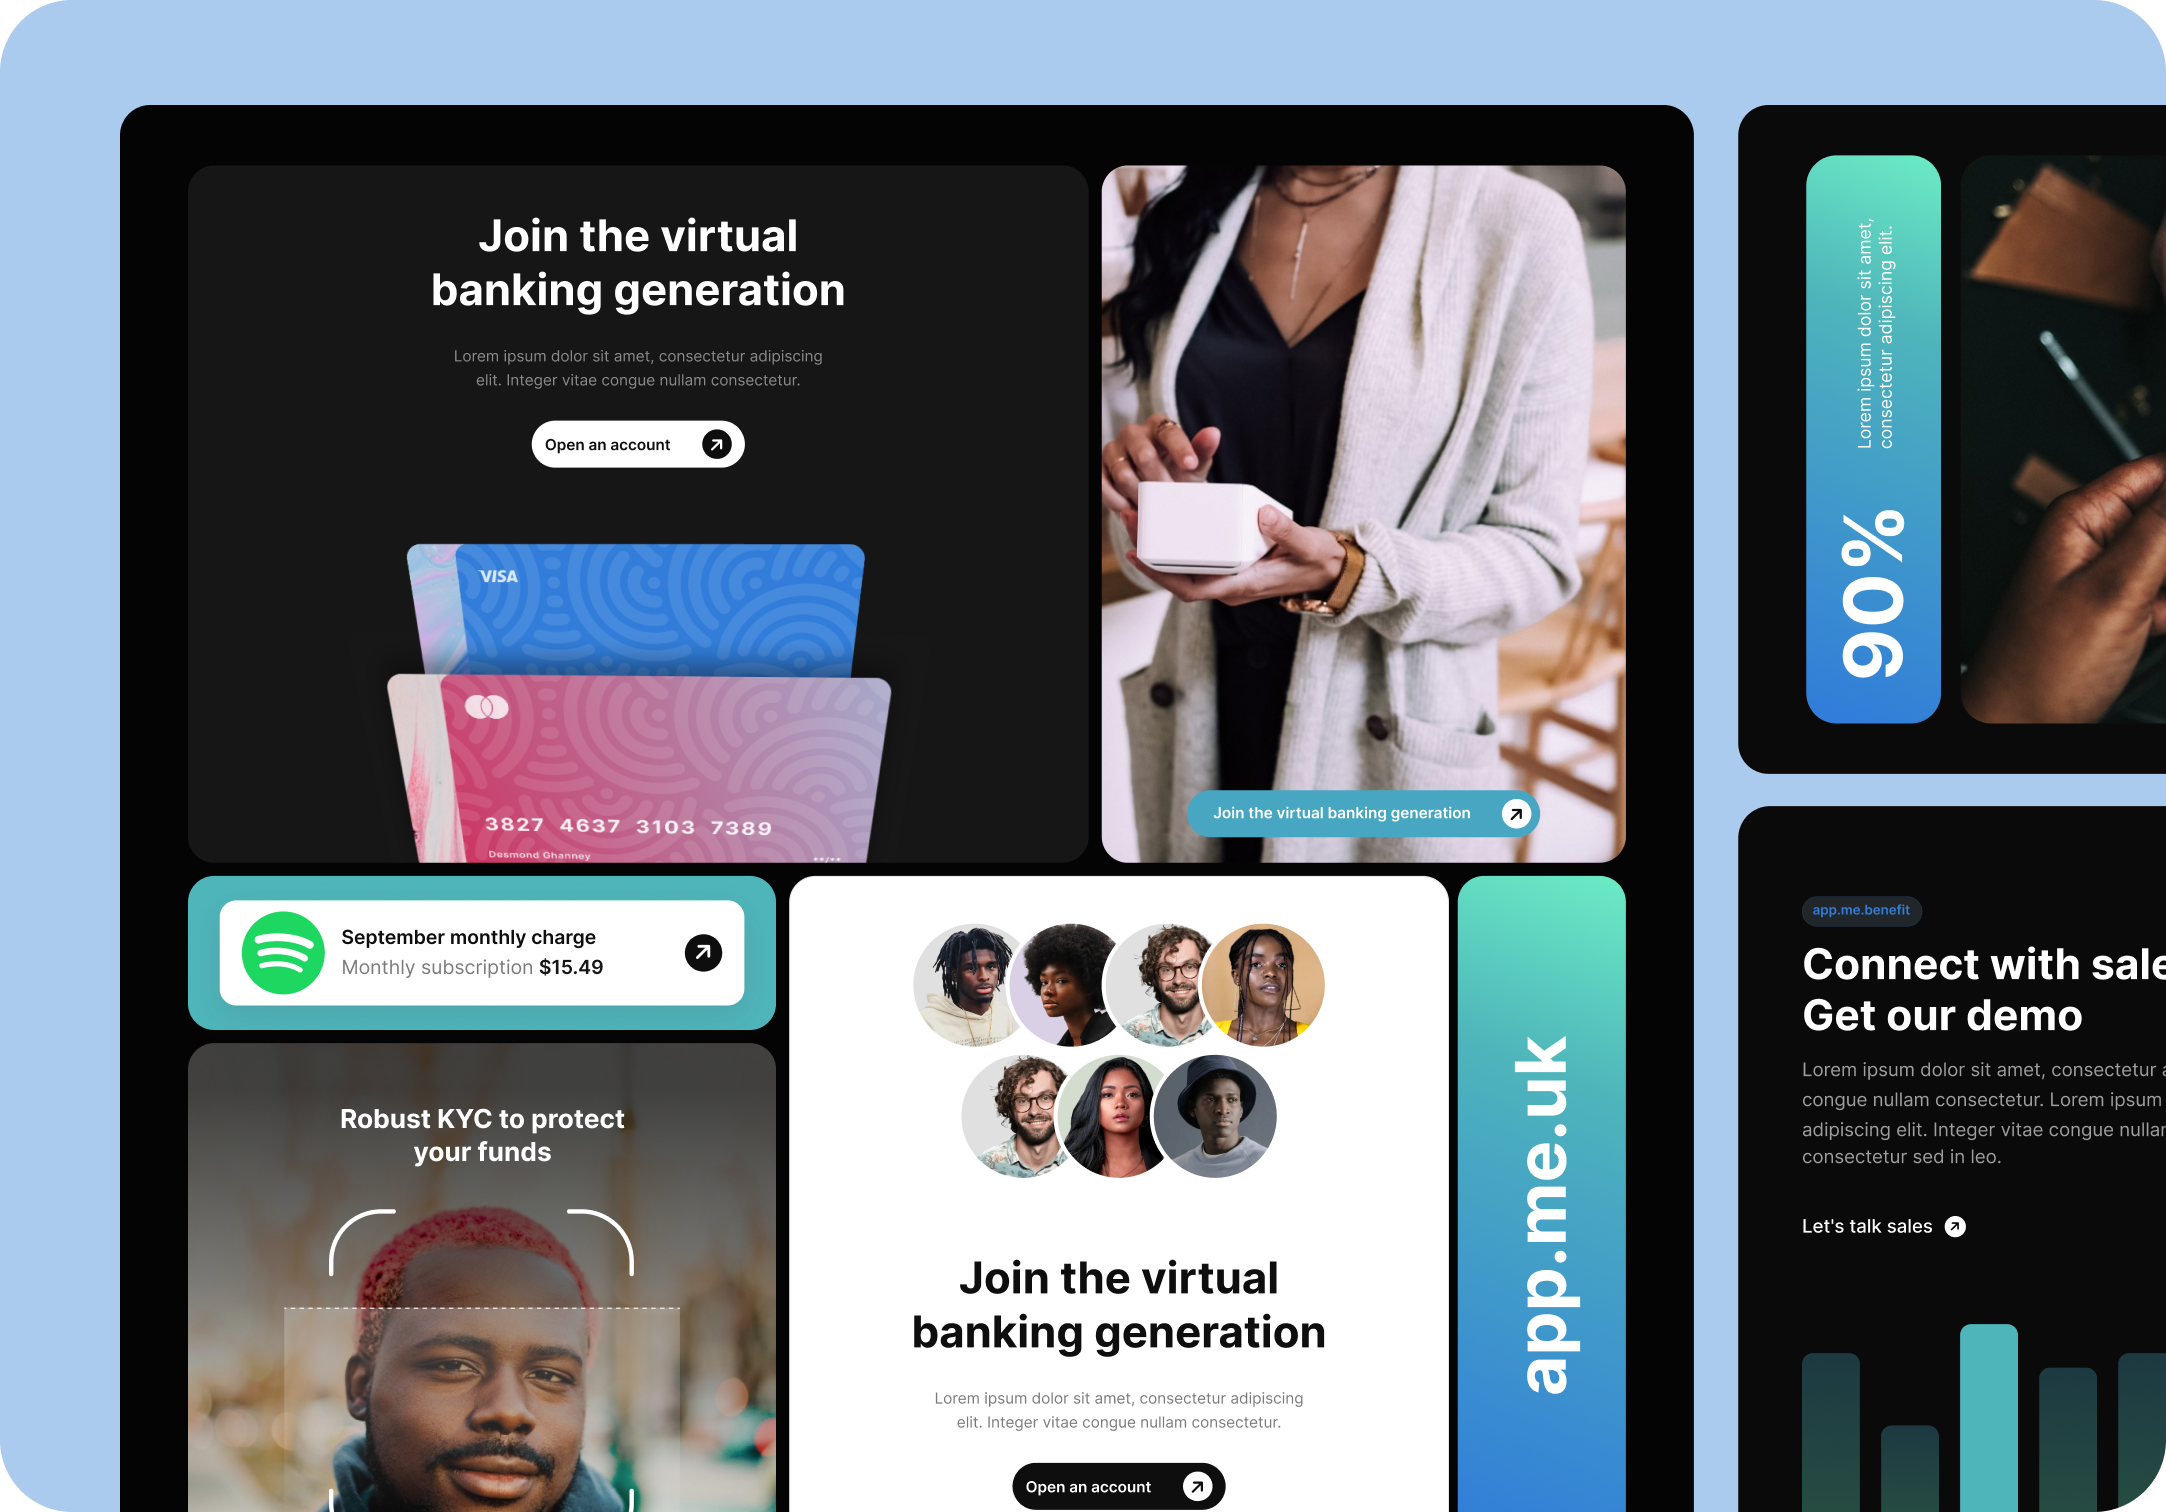 Join the virtual
banking generation
Lorem ipsum dolor sit amet, consectetur adipiscing
elit. Integer vitae congue nullam consectetur.
Open an account
VISA
3827 4637 3103 7389
Desmond Ghanney
**/**
Join the virtual banking generation
September monthly charge
Monthly subscription $15.49
Robust KYC to protect
your funds
Join the virtual
banking generation
Lorem ipsum dolor sit amet, consectetur adipiscing
elit. Integer vitae congue nullam consectetur.
Open an account
app.me.uk
90%
Lorem ipsum dolor sit amet,
consectetur adipiscing elit.
app.me.benefit
Connect with sale
Get our demo
Lorem ipsum dolor sit amet, consectetur a
congue nullam consectetur. Lorem ipsum
adipiscing elit. Integer vitae congue nullar
consectetur sed in leo.
Let's talk sales